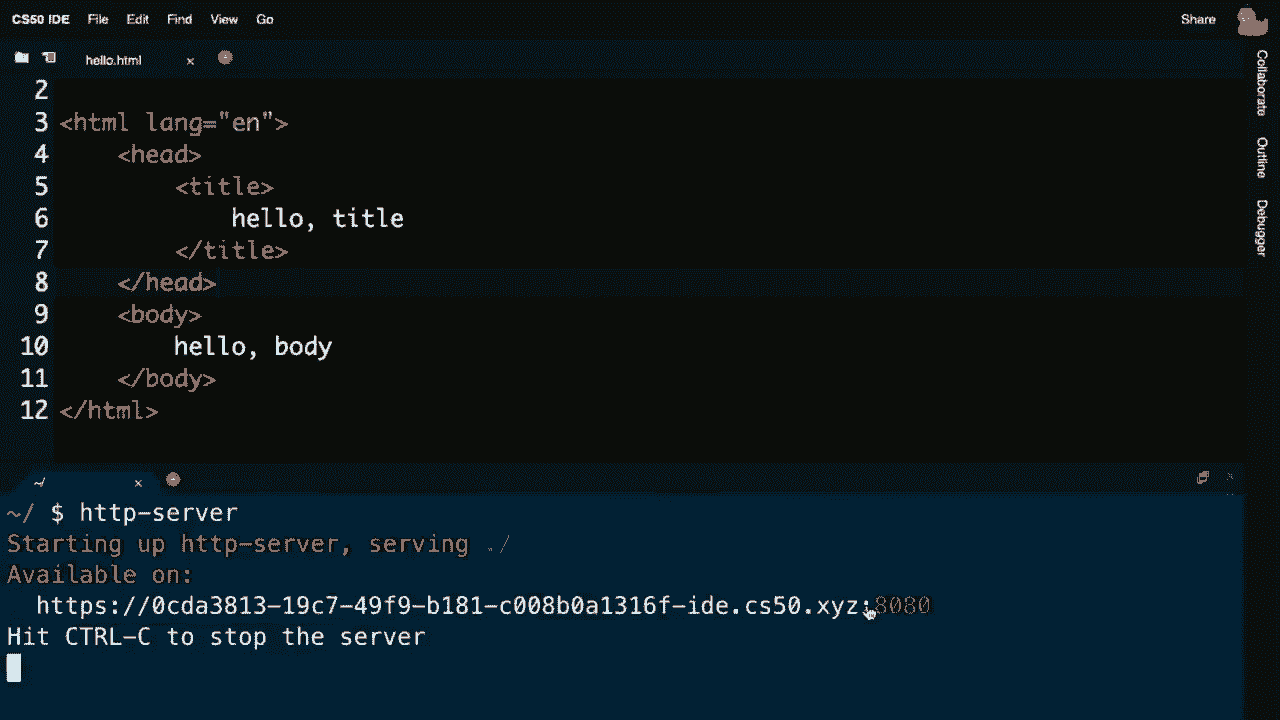 CS50 IDE File Edit Find View Go Share
hello.html x
Collaborate
Outline
Debugger
2
3 <html lang="en">
4 <head>
5 <title>
6 hello, title
7 </title>
8 </head>
9 <body>
10 hello, body
11 </body>
12 </html>
~/ x
~/ $ http-server
Starting up http-server, serving ./
Available on:
https://0cda3813-19c7-49f9-b181-c008b0a1316f-ide.cs50.xyz:8080
Hit CTRL-C to stop the server